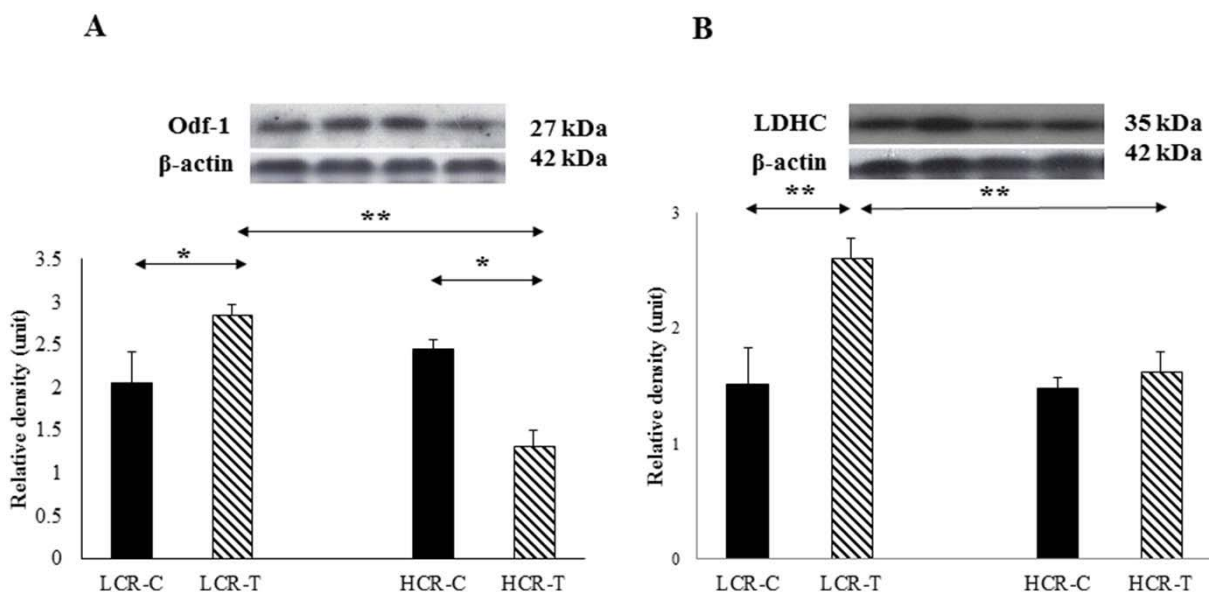 A
Odf-1 27 kDa
β-actin 42 kDa
**
*
*
3.5
3
2.5
2
1.5
1
0.5
0
Relative density (unit)
LCR-C LCR-T HCR-C HCR-T
B
LDHC 35 kDa
β-actin 42 kDa
**
**
3
2
1
0
Relative density (unit)
LCR-C LCR-T HCR-C HCR-T